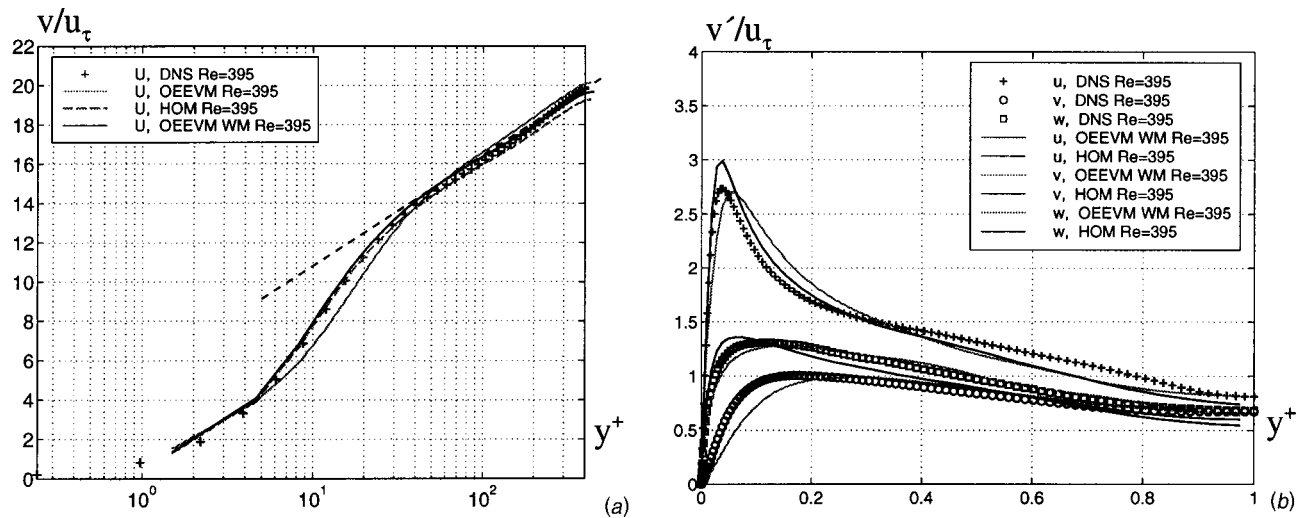 v/uτ
22
20
18
16
14
12
10
8
6
4
2
0
+ U, DNS Re=395
U, OEEVM Re=395
U, HOM Re=395
U, OEEVM WM Re=395
y⁺
10⁰
10¹
10²
(a)
v´/uτ
4
3.5
3
2.5
2
1.5
1
0.5
0
+ u, DNS Re=395
o v, DNS Re=395
□ w, DNS Re=395
u, OEEVM WM Re=395
u, HOM Re=395
v, OEEVM WM Re=395
v, HOM Re=395
w, OEEVM WM Re=395
w, HOM Re=395
y⁺
0
0.2
0.4
0.6
0.8
1
(b)